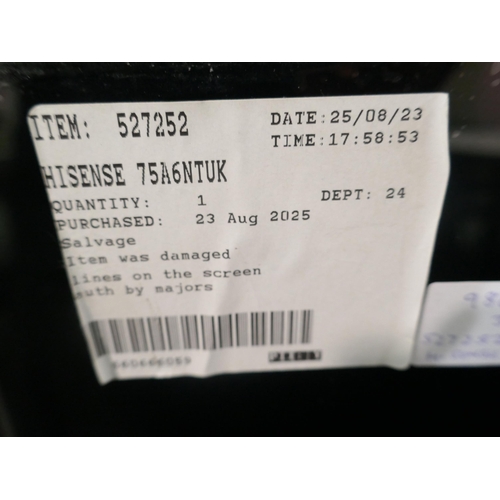 ITEM: 527252 DATE:25/08/23
TIME:17:58:53
HISENSE 75A6NTUK
QUANTITY: 1 DEPT: 24
PURCHASED: 23 Aug 2025
Salvage
Item was damaged
lines on the screen
auth by majors